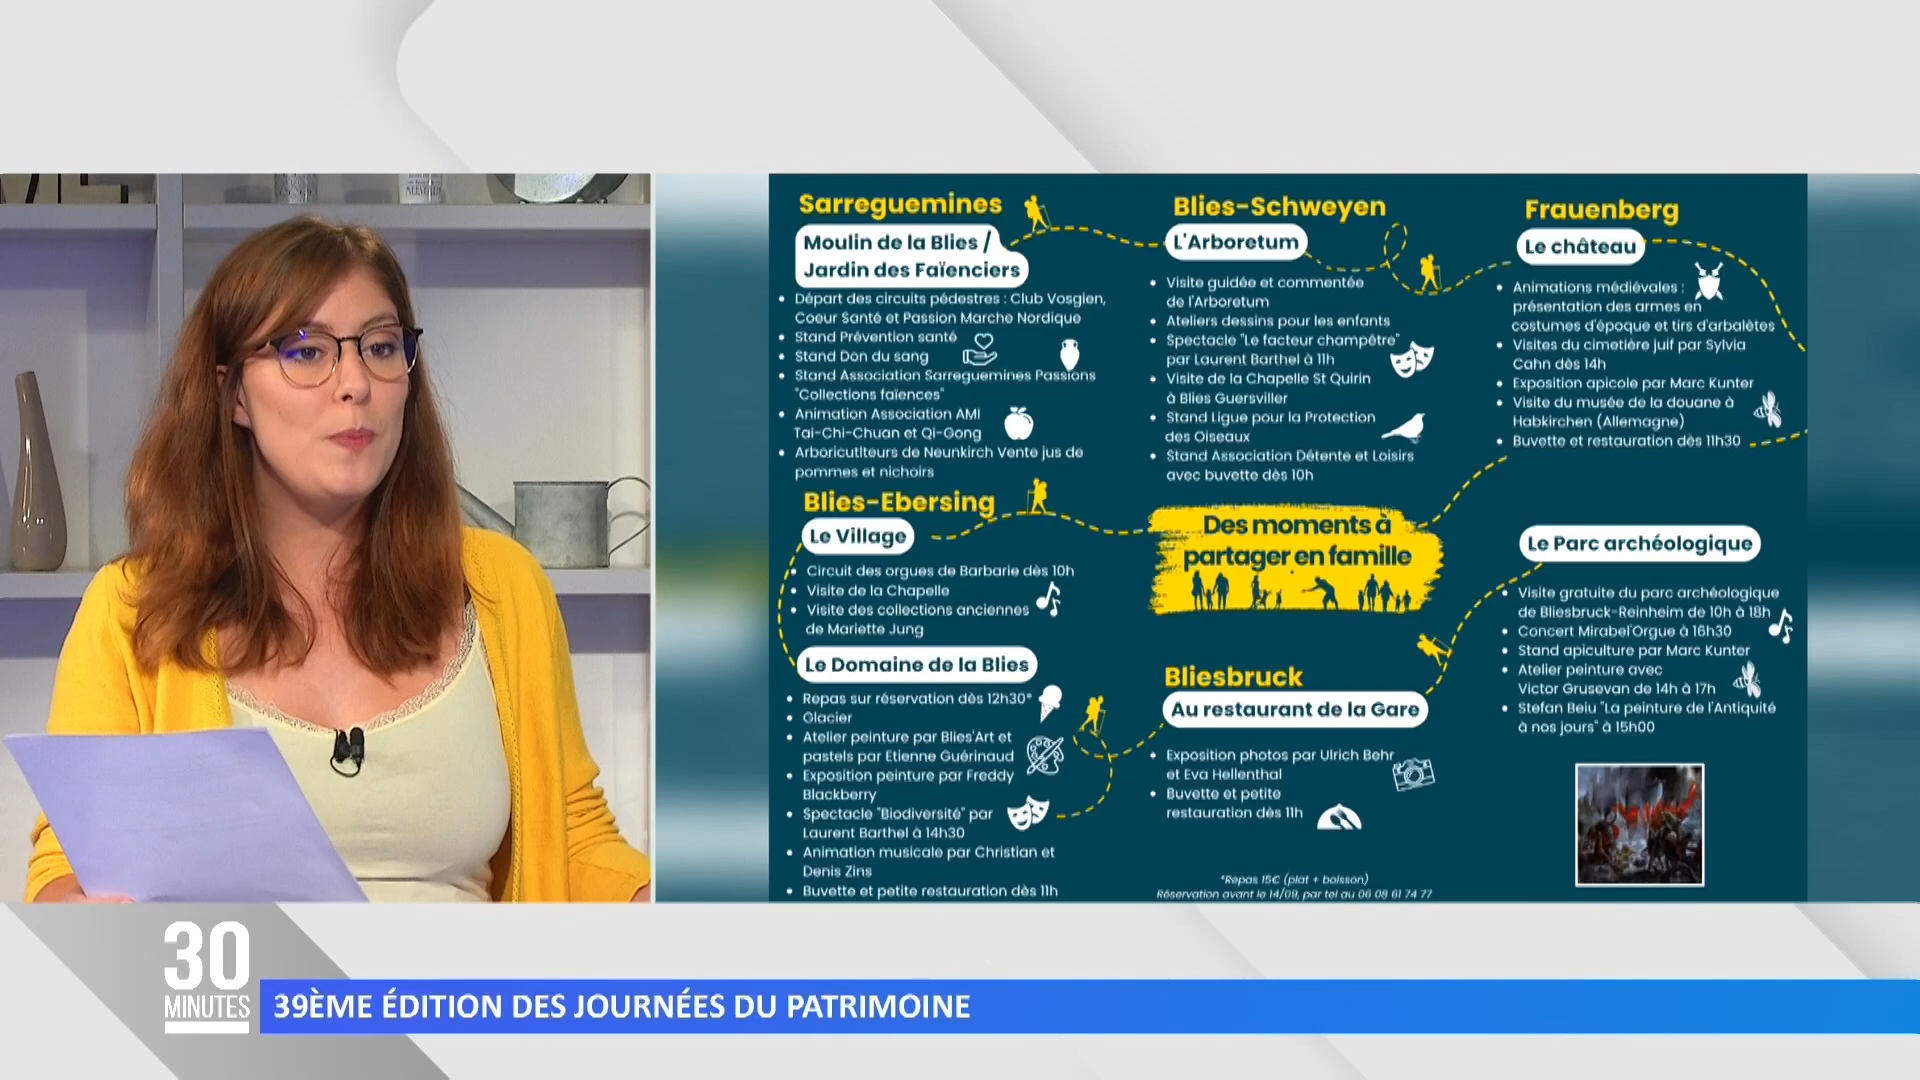 Sarreguemines
Moulin de la Blies /
Jardin des Faïenciers
Départ des circuits pédestres : Club Vosgien,
Coeur Santé et Passion Marche Nordique
Stand Prévention santé
Stand Don du sang
Stand Association Sarreguemines Passions
"Collections faïences"
Animation Association AMI
Tai-Chi-Chuan et Qi-Gong
Arboricutlteurs de Neunkirch Vente jus de
pommes et nichoirs
Blies-Ebersing
Le Village
Circuit des orgues de Barbarie dès 10h
Visite de la Chapelle
Visite des collections anciennes
de Mariette Jung
Le Domaine de la Blies
Repas sur réservation dès 12h30*
Glacier
Atelier peinture par Blies'Art et
pastels par Etienne Guérinaud
Exposition peinture par Freddy
Blackberry
Spectacle "Biodiversité" par
Laurent Barthel à 14h30
Animation musicale par Christian et
Denis Zins
Buvette et petite restauration dès 11h
Blies-Schweyen
L'Arboretum
Visite guidée et commentée
de l'Arboretum
Ateliers dessins pour les enfants
Spectacle "Le facteur champêtre"
par Laurent Barthel à 11h
Visite de la Chapelle St Quirin
à Blies Guersviller
Stand Ligue pour la Protection
des Oiseaux
Stand Association Détente et Loisirs
avec buvette dès 10h
Des moments à
partager en famille
Bliesbruck
Au restaurant de la Gare
Exposition photos par Ulrich Behr
et Eva Hellenthal
Buvette et petite
restauration dès 11h
*Repas 15€ (plat + boisson)
Réservation avant le 14/09, par tel au 06 08 61 74 77
Frauenberg
Le château
Animations médiévales :
présentation des armes en
costumes d'époque et tirs d'arbalètes
Visites du cimetière juif par Sylvia
Cahn dès 14h
Exposition apicole par Marc Kunter
Visite du musée de la douane à
Habkirchen (Allemagne)
Buvette et restauration dès 11h30
Le Parc archéologique
Visite gratuite du parc archéologique
de Bliesbruck-Reinheim de 10h à 18h
Concert Mirabel'Orgue à 16h30
Stand apiculture par Marc Kunter
Atelier peinture avec
Victor Grusevan de 14h à 17h
Stefan Beiu "La peinture de l'Antiquité
à nos jours" à 15h00
30
MINUTES
39ÈME ÉDITION DES JOURNÉES DU PATRIMOINE